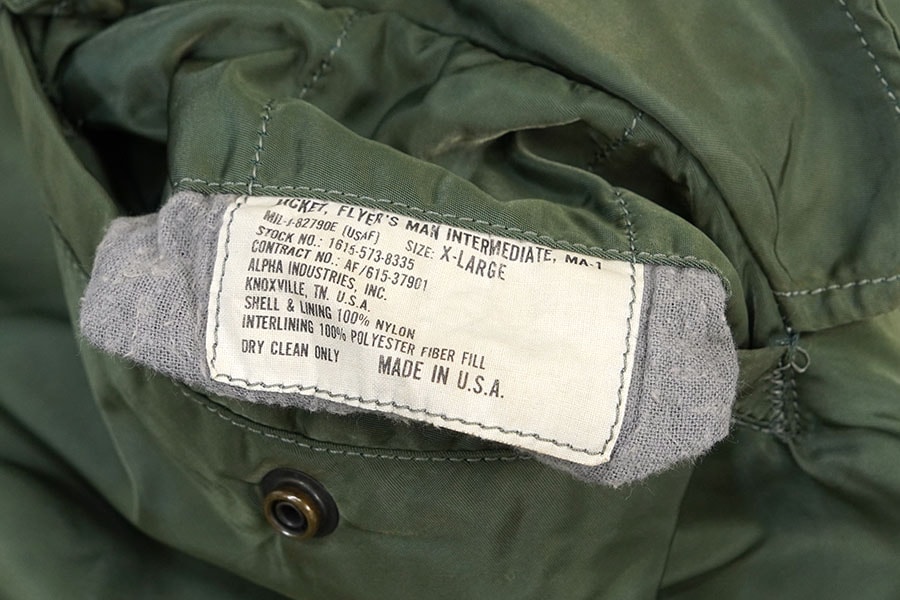 JACKET, FLYER'S MAN INTERMEDIATE, MA-1
MIL-J-82790E (USAF) SIZE: X-LARGE
STOCK NO.: 1615-573-8335
CONTRACT NO.: AF/615-37901
ALPHA INDUSTRIES, INC.
KNOXVILLE, TN. U.S.A.
SHELL & LINING 100% NYLON
INTERLINING 100% POLYESTER FIBER FILL
DRY CLEAN ONLY MADE IN U.S.A.